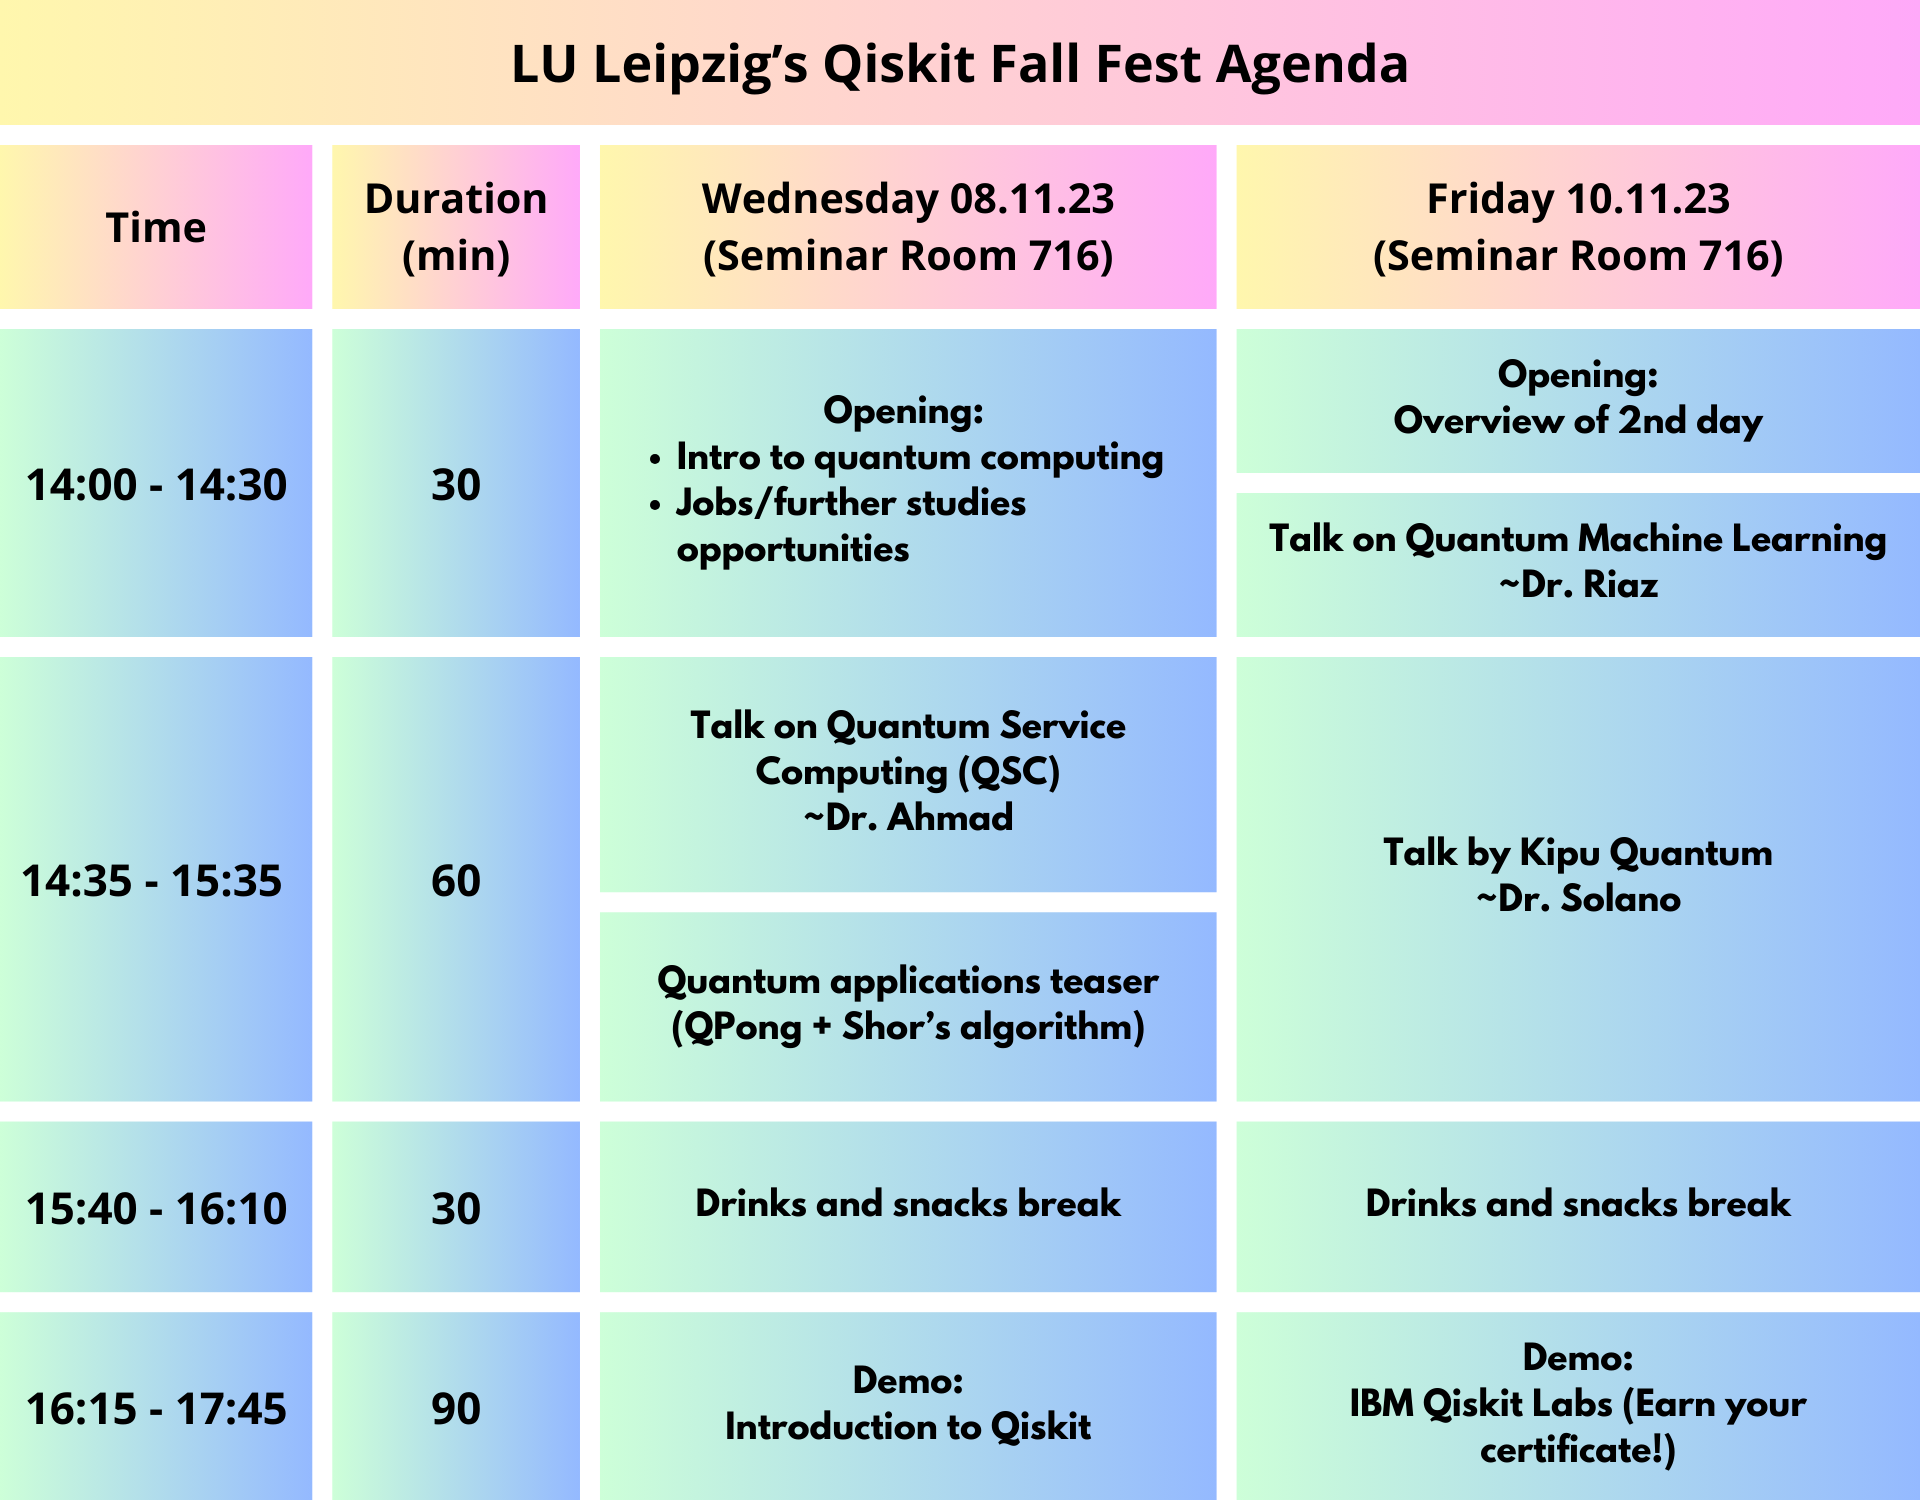 LU Leipzig’s Qiskit Fall Fest Agenda
Time
Duration
(min)
Wednesday 08.11.23
(Seminar Room 716)
Friday 10.11.23
(Seminar Room 716)
14:00 - 14:30
30
Opening:
• Intro to quantum computing
• Jobs/further studies
opportunities
Opening:
Overview of 2nd day
Talk on Quantum Machine Learning
~Dr. Riaz
14:35 - 15:35
60
Talk on Quantum Service
Computing (QSC)
~Dr. Ahmad
Quantum applications teaser
(QPong + Shor’s algorithm)
Talk by Kipu Quantum
~Dr. Solano
15:40 - 16:10
30
Drinks and snacks break
Drinks and snacks break
16:15 - 17:45
90
Demo:
Introduction to Qiskit
Demo:
IBM Qiskit Labs (Earn your
certificate!)